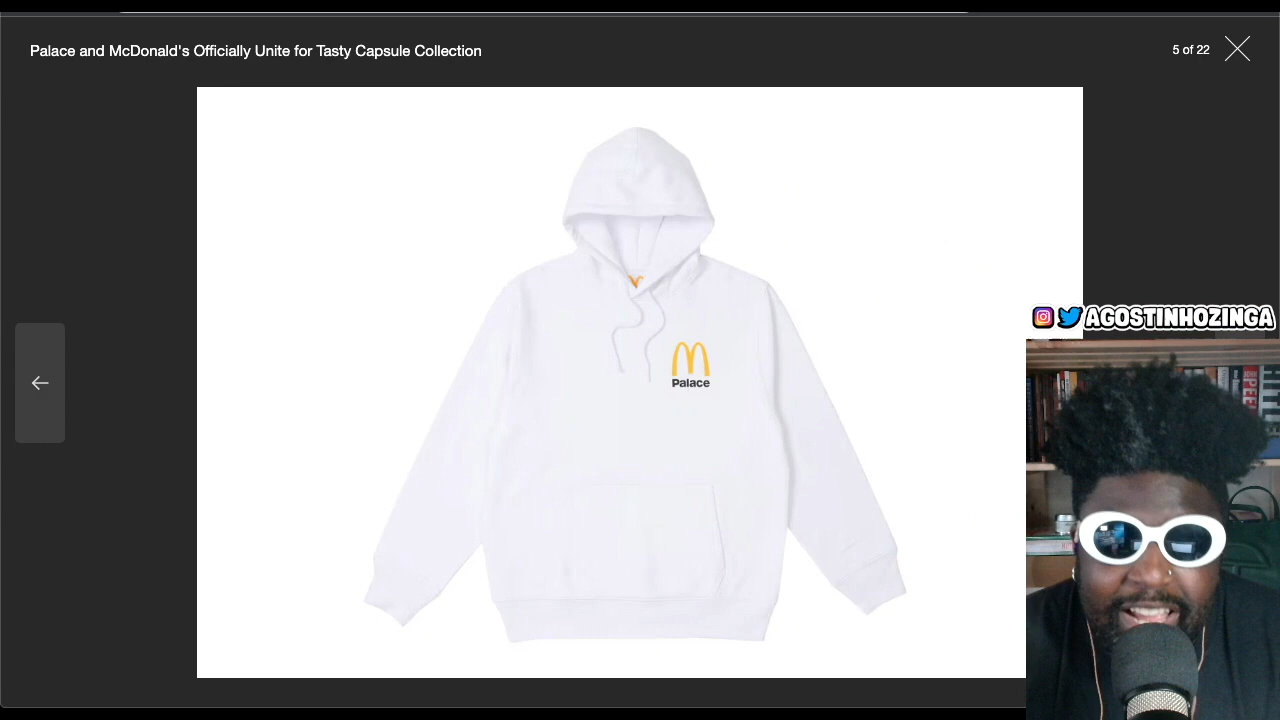 Palace and McDonald's Officially Unite for Tasty Capsule Collection
5 of 22
M
Palace
AGOSTINHOZINGA